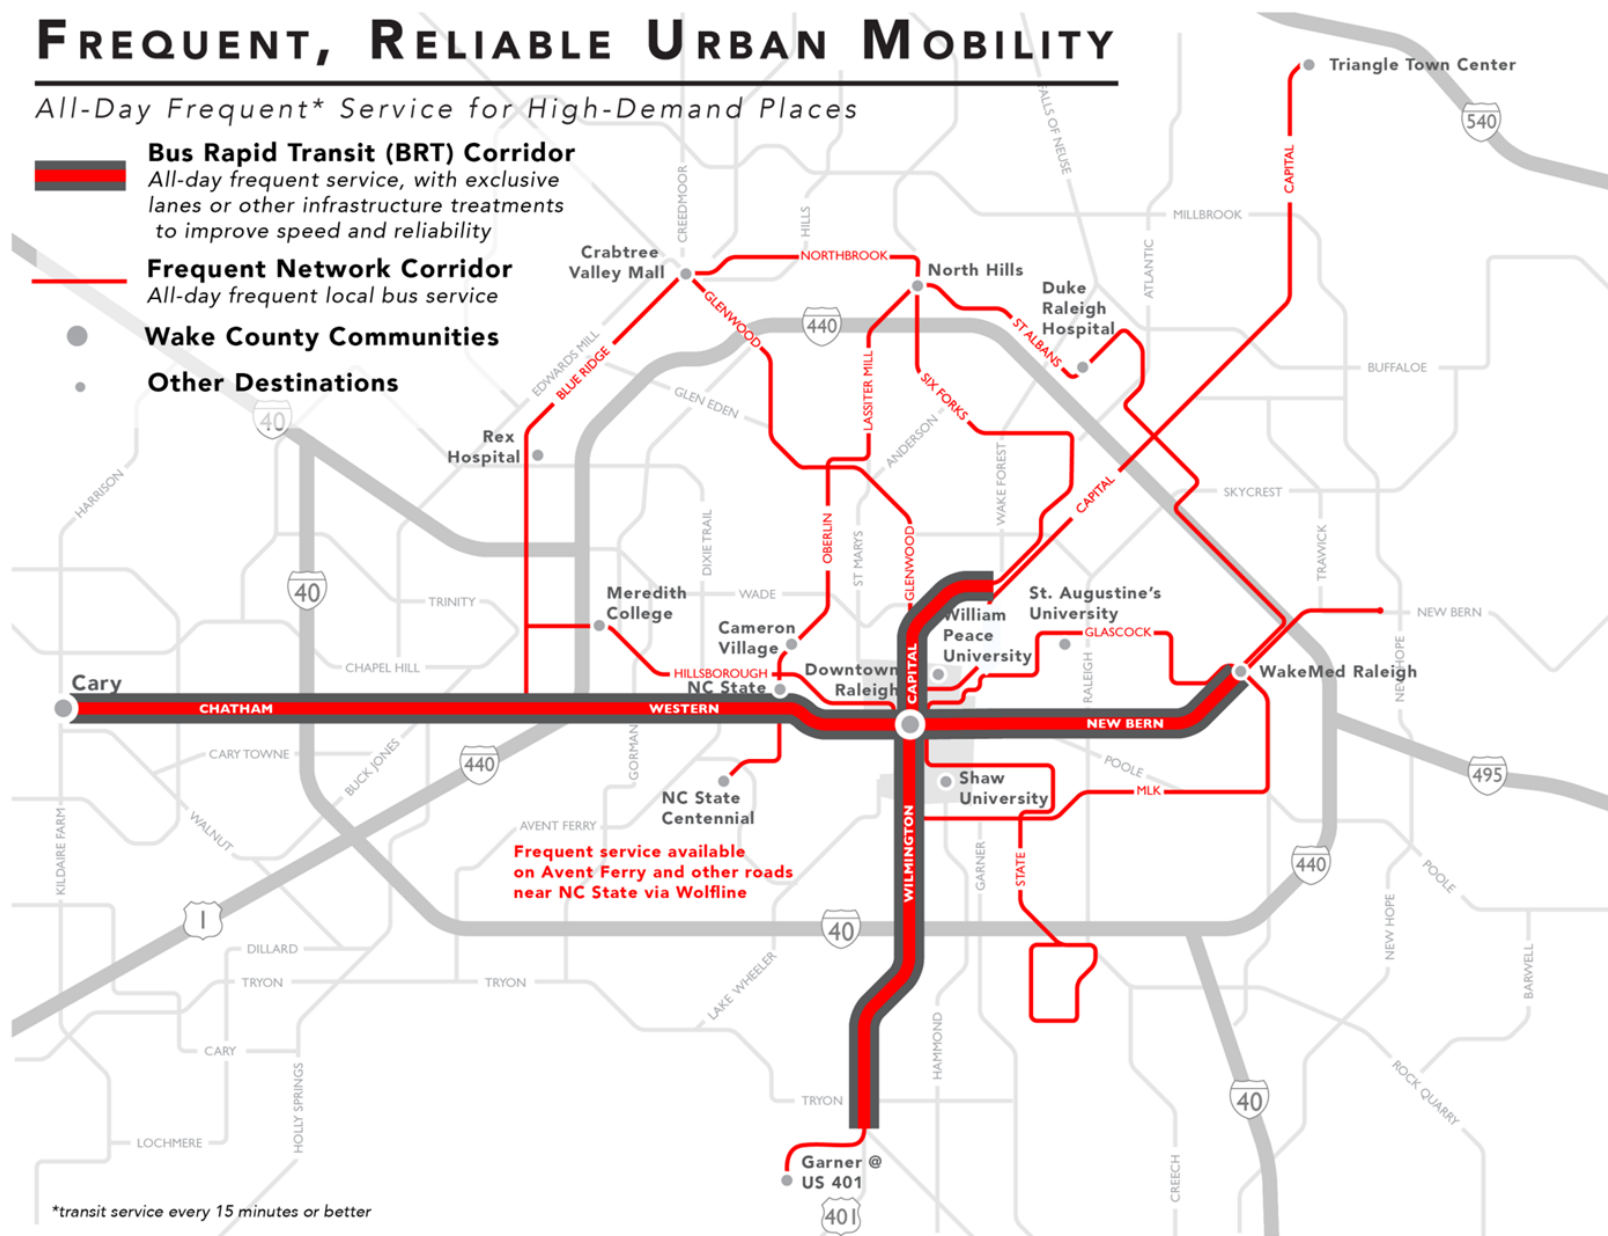 FREQUENT, RELIABLE URBAN MOBILITY
All-Day Frequent* Service for High-Demand Places
Bus Rapid Transit (BRT) Corridor
All-day frequent service, with exclusive
lanes or other infrastructure treatments
to improve speed and reliability
Frequent Network Corridor
All-day frequent local bus service
Wake County Communities
Other Destinations
Triangle Town Center
540
FALLS OF NEUSE
CAPITAL
CREEDMOOR
HILLS
MILLBROOK
ATLANTIC
Crabtree
Valley Mall
NORTHBROOK
North Hills
Duke
Raleigh
Hospital
GLENWOOD
440
ST ALBANS
EDWARDS MILL
BLUE RIDGE
GLEN EDEN
LASSITER MILL
SIX FORKS
BUFFALOE
40
Rex
Hospital
ANDERSON
HARRISON
WAKE FOREST
CAPITAL
SKYCREST
DIXIE TRAIL
OBERLIN
ST MARYS
GLENWOOD
TRAWICK
40
TRINITY
Meredith
College
WADE
William
Peace
University
St. Augustine's
University
NEW BERN
Cameron
Village
GLASCOCK
NEW HOPE
CHAPEL HILL
HILLSBOROUGH
Downtown
Raleigh
CAPITAL
RALEIGH
WakeMed Raleigh
Cary
NC State
CHATHAM
WESTERN
NEW BERN
CARY TOWNE
BUCK JONES
440
GORMAN
POOLE
495
NC State
Centennial
Shaw
University
MLK
KILDAIRE FARM
WALNUT
AVENT FERRY
WILMINGTON
GARNER
STATE
440
POOLE
Frequent service available
on Avent Ferry and other roads
near NC State via Wolfline
1
40
DILLARD
TRYON
TRYON
LAKE WHEELER
NEW HOPE
BARWELL
CARY
HOLLY SPRINGS
HAMMOND
ROCK QUARRY
TRYON
40
LOCHMERE
Garner @
US 401
CREECH
401
*transit service every 15 minutes or better